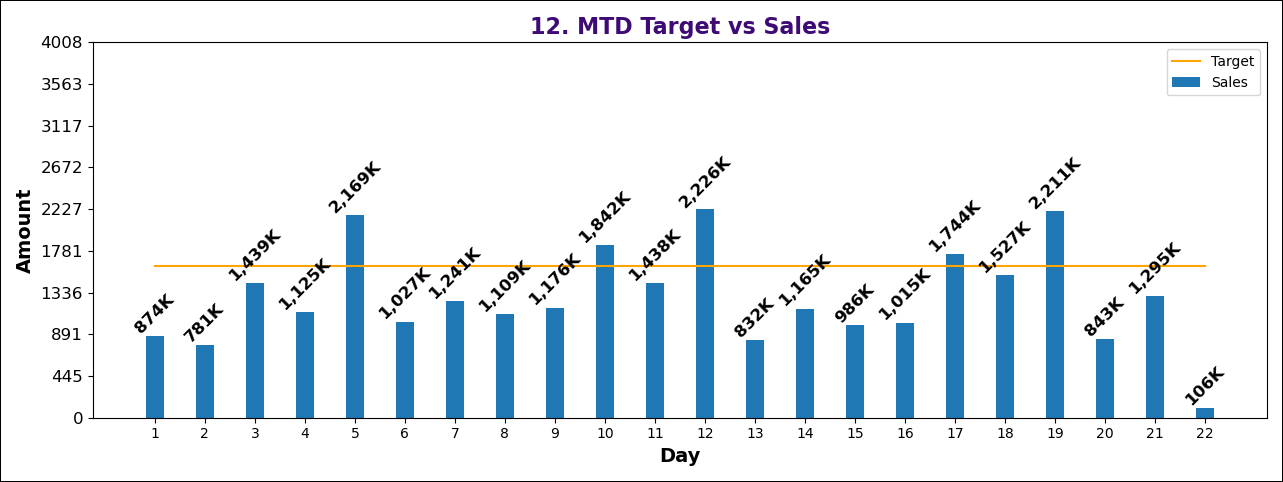 12. MTD Target vs Sales
Amount
4008
3563
3117
2672
2227
1781
1336
891
445
0
Target
Sales
874K
781K
1,439K
1,125K
2,169K
1,027K
1,241K
1,109K
1,176K
1,842K
1,438K
2,226K
832K
1,165K
986K
1,015K
1,744K
1,527K
2,211K
843K
1,295K
106K
1 2 3 4 5 6 7 8 9 10 11 12 13 14 15 16 17 18 19 20 21 22
Day